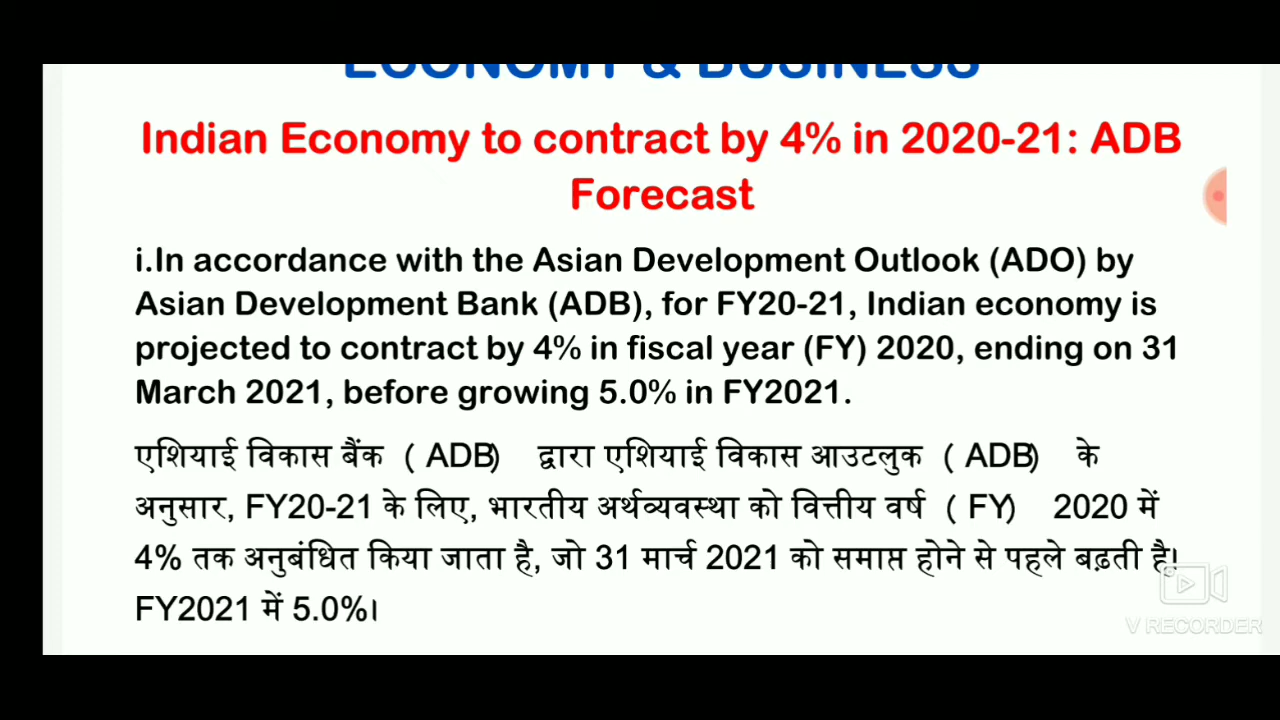 ECONOMY & BUSINESS
Indian Economy to contract by 4% in 2020-21: ADB
Forecast
i.In accordance with the Asian Development Outlook (ADO) by
Asian Development Bank (ADB), for FY20-21, Indian economy is
projected to contract by 4% in fiscal year (FY) 2020, ending on 31
March 2021, before growing 5.0% in FY2021.
एशियाई विकास बैंक ( ADB) द्वारा एशियाई विकास आउटलुक ( ADB) के
अनुसार, FY20-21 के लिए, भारतीय अर्थव्यवस्था को वित्तीय वर्ष ( FY) 2020 में
4% तक अनुबंधित किया जाता है, जो 31 मार्च 2021 को समाप्त होने से पहले बढ़ती है।
FY2021 में 5.0%।
V RECORDER